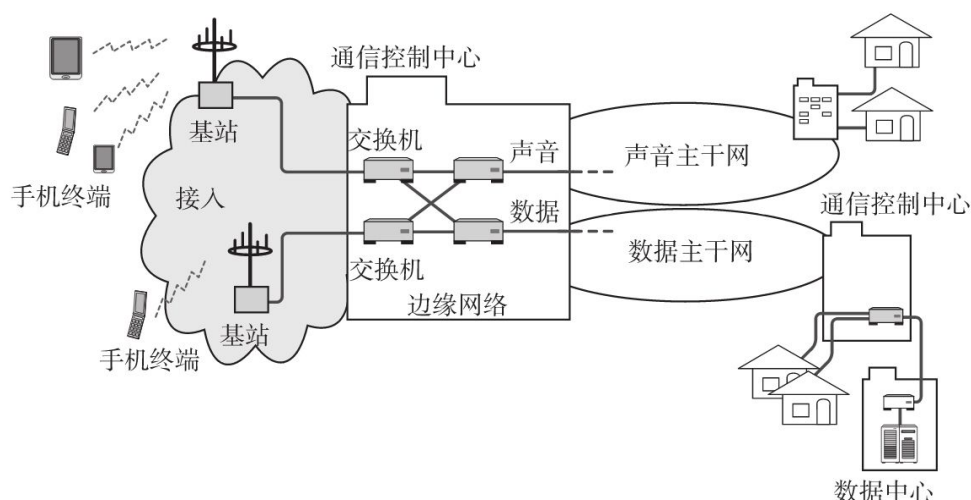 通信控制中心
基站
交换机
声音
声音主干网
手机终端
接入
数据
通信控制中心
数据主干网
交换机
边缘网络
基站
手机终端
数据中心